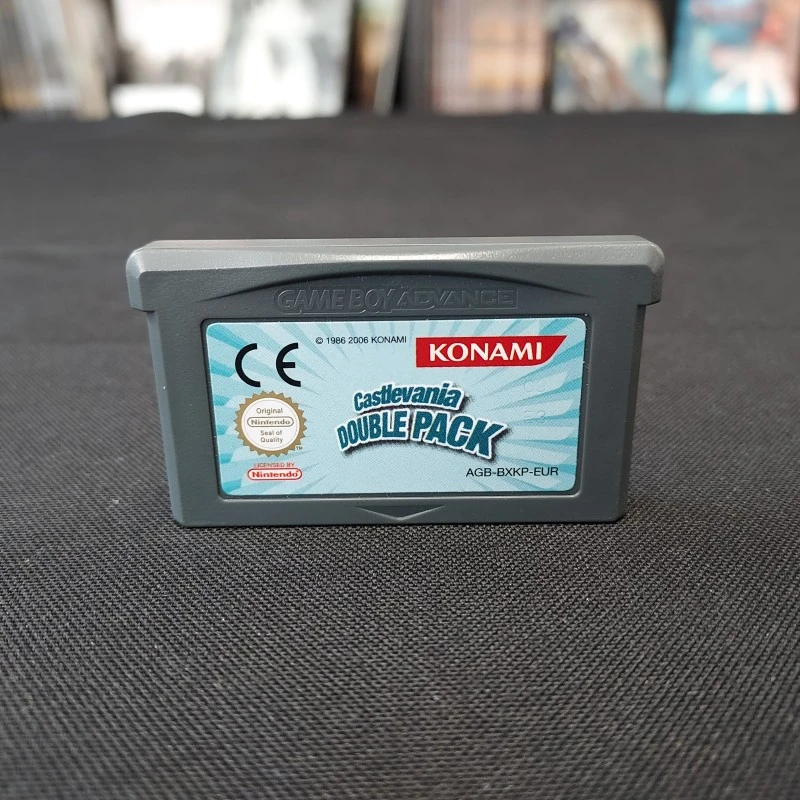 GAME BOY ADVANCE
© 1986 2006 KONAMI
KONAMI
CE
Castlevania
DOUBLE PACK
Original
Nintendo
Seal of
Quality
TM
LICENSED BY
Nintendo
AGB-BXKP-EUR